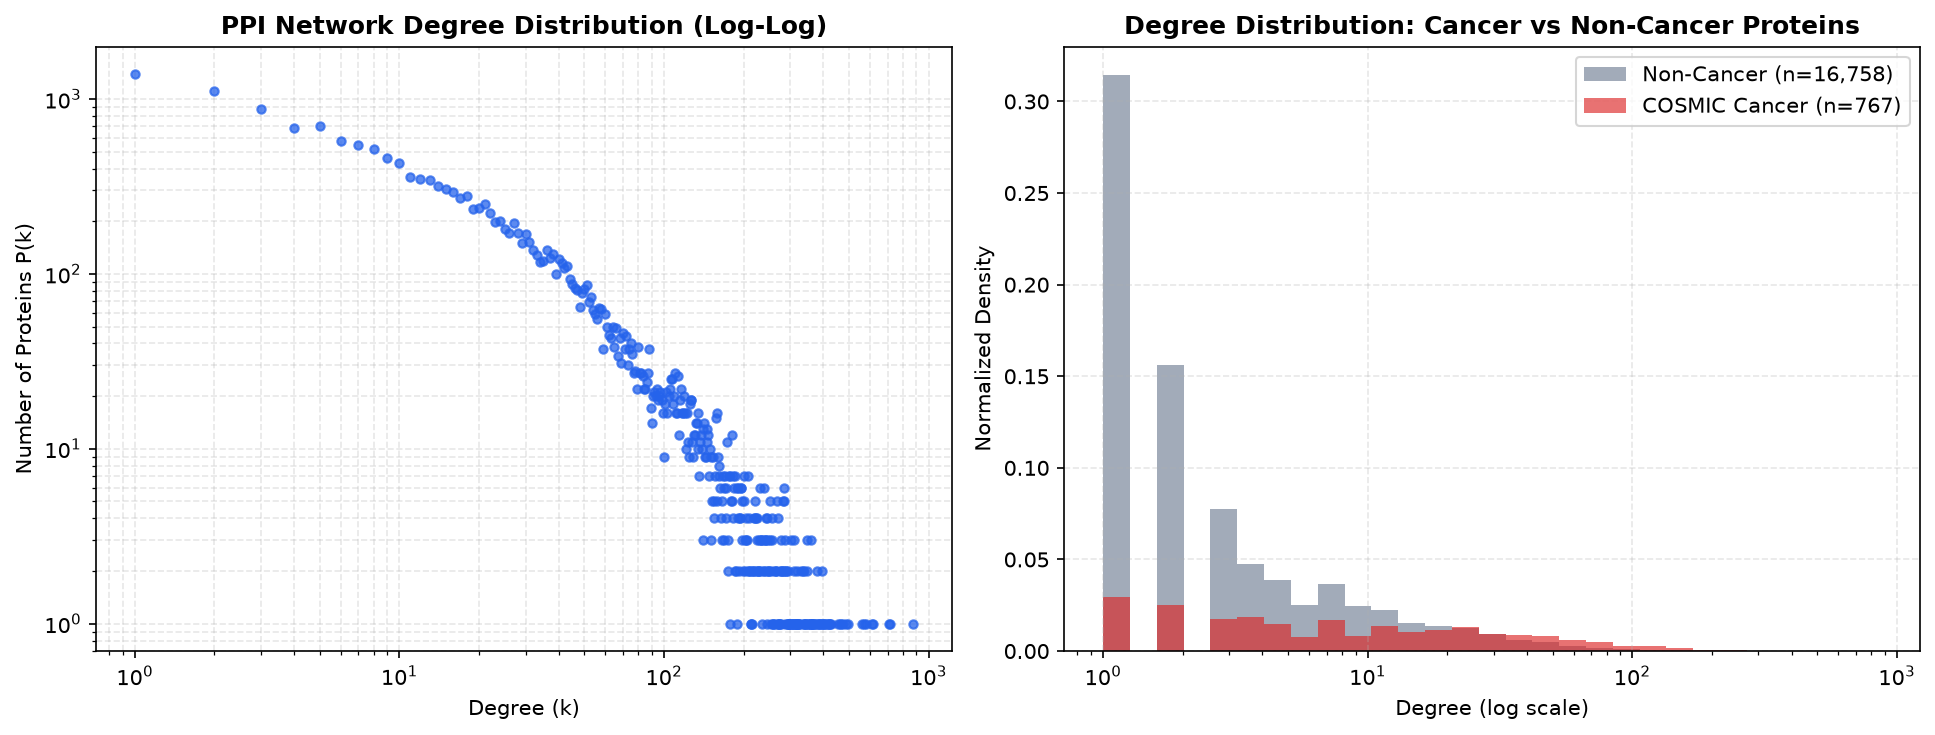 PPI Network Degree Distribution (Log-Log)
Number of Proteins P(k)
10³
10²
10¹
10⁰
10⁰ 10¹ 10² 10³
Degree (k)
Degree Distribution: Cancer vs Non-Cancer Proteins
Non-Cancer (n=16,758)
COSMIC Cancer (n=767)
Normalized Density
0.30
0.25
0.20
0.15
0.10
0.05
0.00
10⁰ 10¹ 10² 10³
Degree (log scale)